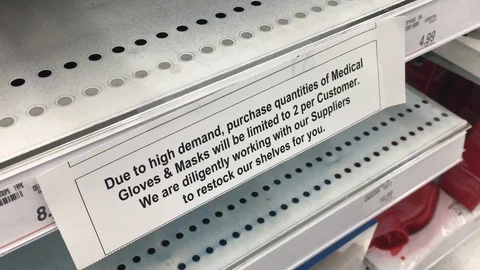 4.99
Due to high demand, purchase quantities of Medical
Gloves & Masks will be limited to 2 per Customer.
We are diligently working with our Suppliers
to restock our shelves for you.
8.